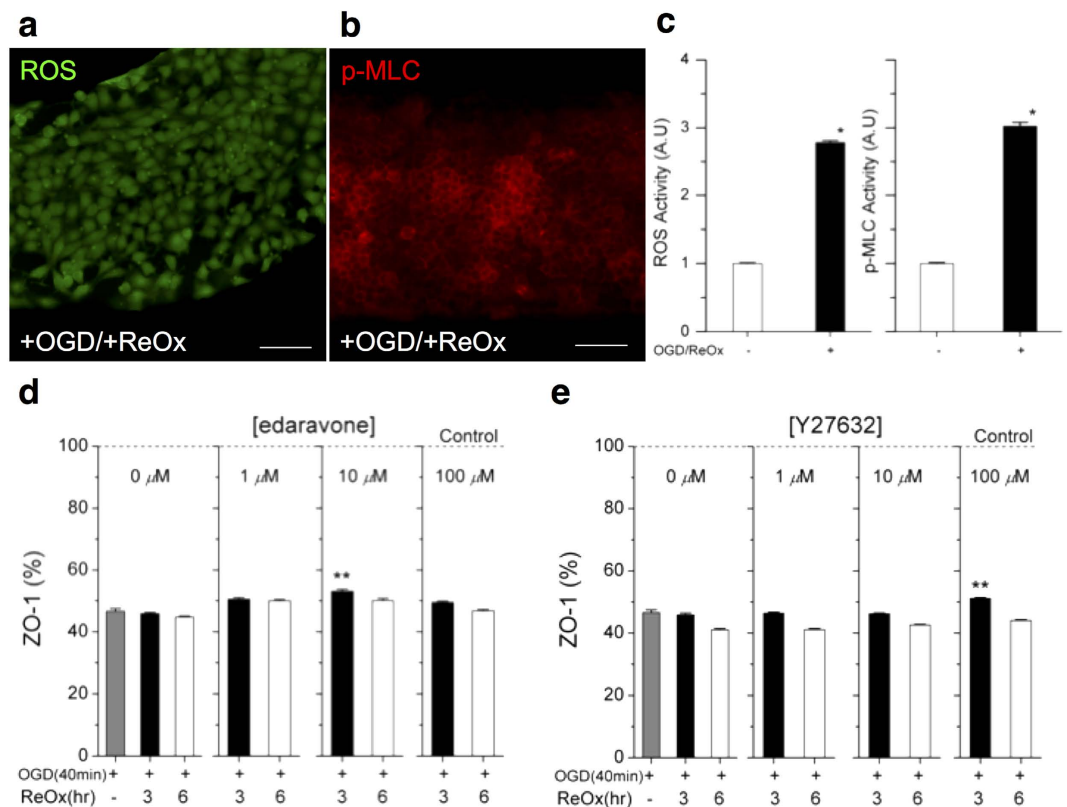 a
ROS
+OGD/+ReOx
b
p-MLC
+OGD/+ReOx
c
ROS Activity (A.U)
4
3
2
1
0
*
OGD/ReOx - +
p-MLC Activity (A.U)
*
- +
d
[edaravone]
Control
ZO-1 (%)
100
80
60
40
20
0
0 µM 1 µM 10 µM 100 µM
**
OGD(40min) + + + + + + + + +
ReOx(hr) - 3 6 3 6 3 6 3 6
e
[Y27632]
Control
ZO-1 (%)
100
80
60
40
20
0
0 µM 1 µM 10 µM 100 µM
**
OGD(40min) + + + + + + + + +
ReOx(hr) - 3 6 3 6 3 6 3 6